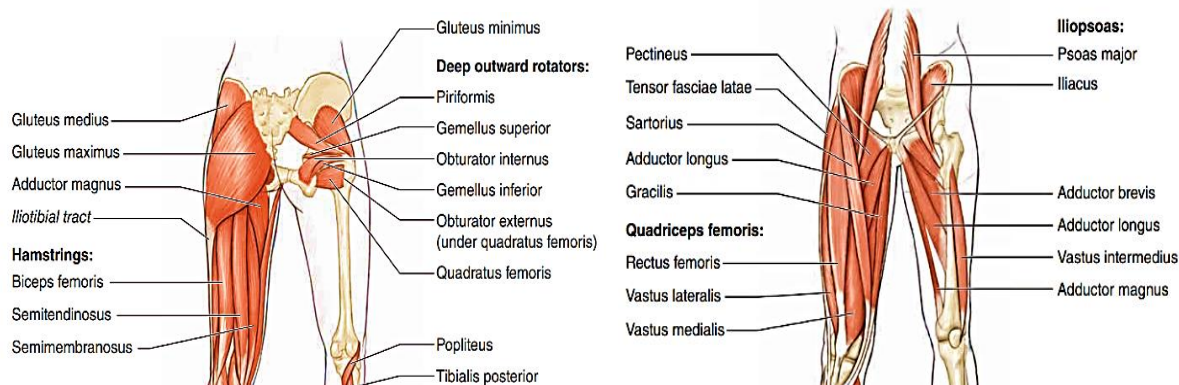 Gluteus medius
Gluteus maximus
Adductor magnus
Iliotibial tract
Hamstrings:
Biceps femoris
Semitendinosus
Semimembranosus
Gluteus minimus
Deep outward rotators:
Piriformis
Gemellus superior
Obturator internus
Gemellus inferior
Obturator externus
(under quadratus femoris)
Quadratus femoris
Popliteus
Tibialis posterior
Pectineus
Tensor fasciae latae
Sartorius
Adductor longus
Gracilis
Quadriceps femoris:
Rectus femoris
Vastus lateralis
Vastus medialis
Iliopsoas:
Psoas major
Iliacus
Adductor brevis
Adductor longus
Vastus intermedius
Adductor magnus